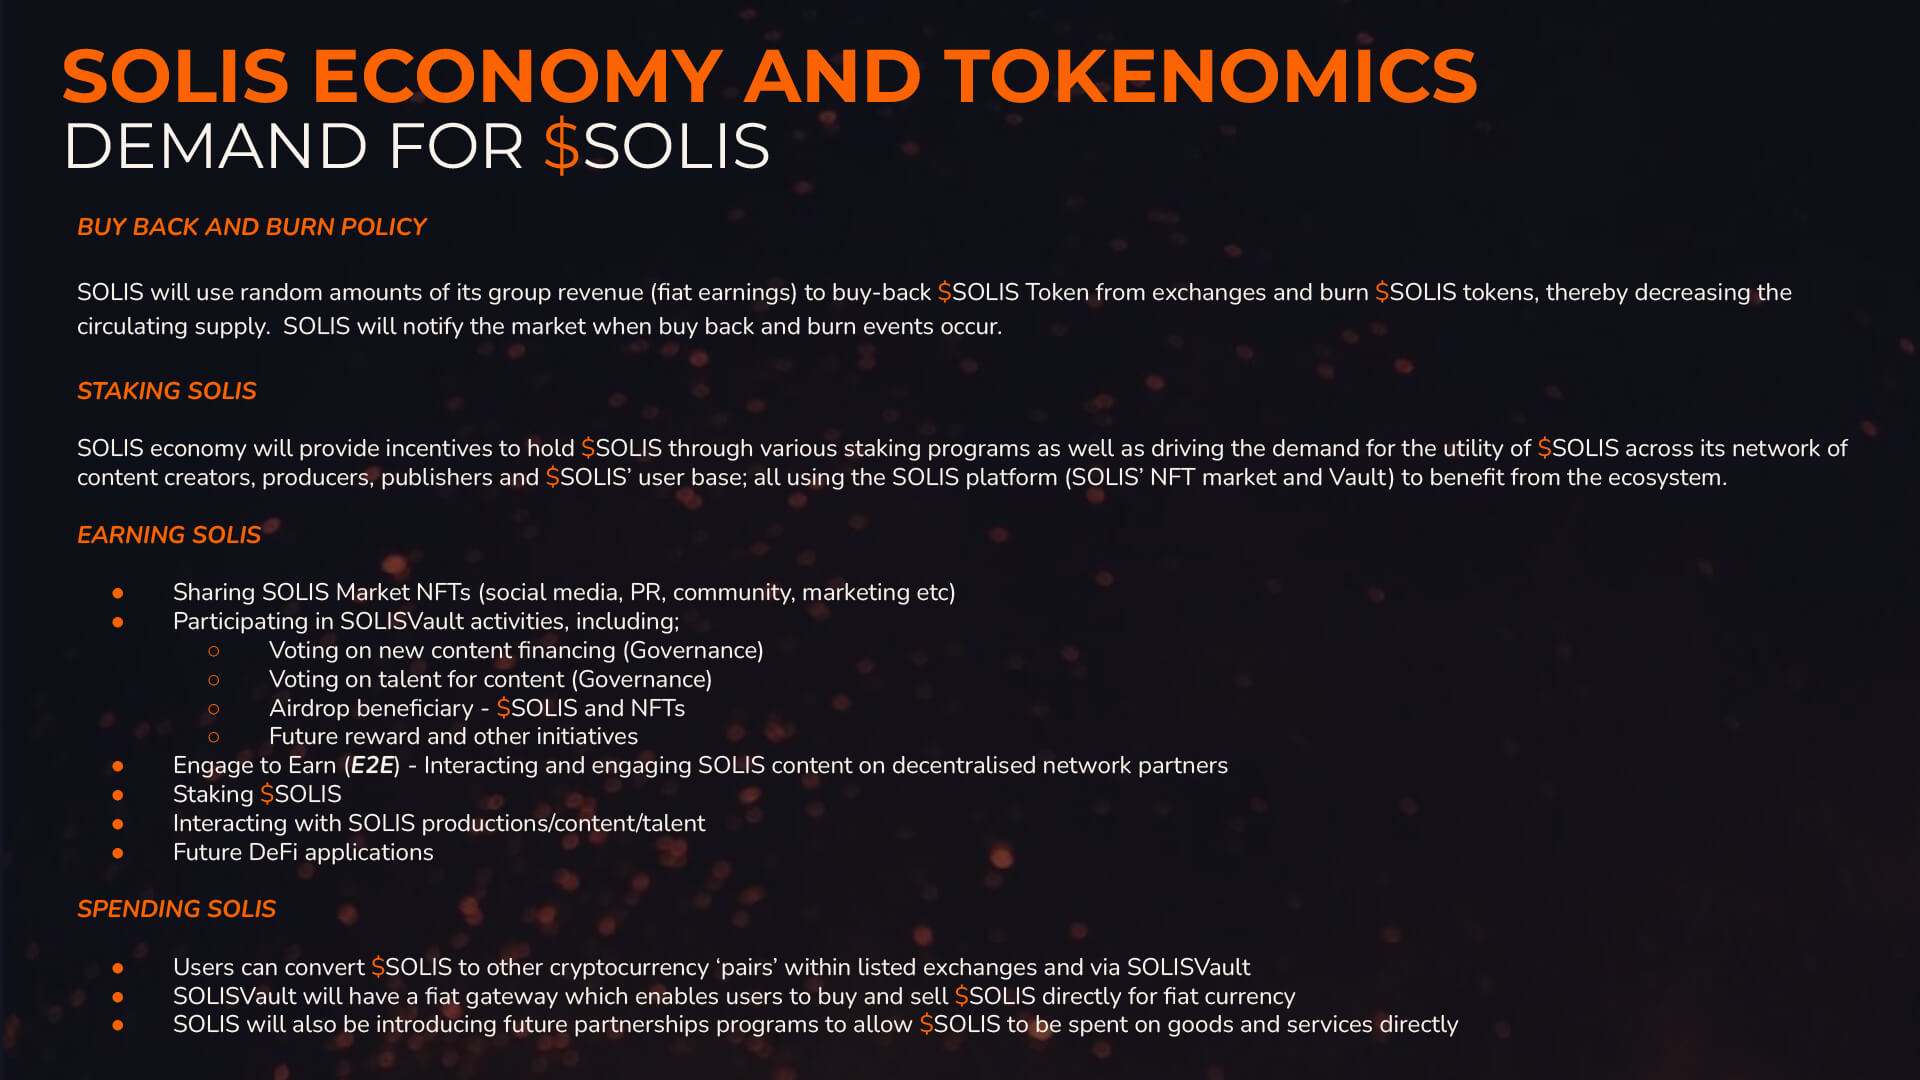 SOLIS ECONOMY AND TOKENOMICS
DEMAND FOR $SOLIS
BUY BACK AND BURN POLICY
SOLIS will use random amounts of its group revenue (fiat earnings) to buy-back $SOLIS Token from exchanges and burn $SOLIS tokens, thereby decreasing the
circulating supply.  SOLIS will notify the market when buy back and burn events occur.
STAKING SOLIS
SOLIS economy will provide incentives to hold $SOLIS through various staking programs as well as driving the demand for the utility of $SOLIS across its network of
content creators, producers, publishers and $SOLIS’ user base; all using the SOLIS platform (SOLIS’ NFT market and Vault) to benefit from the ecosystem.
EARNING SOLIS
● Sharing SOLIS Market NFTs (social media, PR, community, marketing etc)
● Participating in SOLISVault activities, including;
○ Voting on new content financing (Governance)
○ Voting on talent for content (Governance)
○ Airdrop beneficiary - $SOLIS and NFTs
○ Future reward and other initiatives
● Engage to Earn (E2E) - Interacting and engaging SOLIS content on decentralised network partners
● Staking $SOLIS
● Interacting with SOLIS productions/content/talent
● Future DeFi applications
SPENDING SOLIS
● Users can convert $SOLIS to other cryptocurrency ‘pairs’ within listed exchanges and via SOLISVault
● SOLISVault will have a fiat gateway which enables users to buy and sell $SOLIS directly for fiat currency
● SOLIS will also be introducing future partnerships programs to allow $SOLIS to be spent on goods and services directly